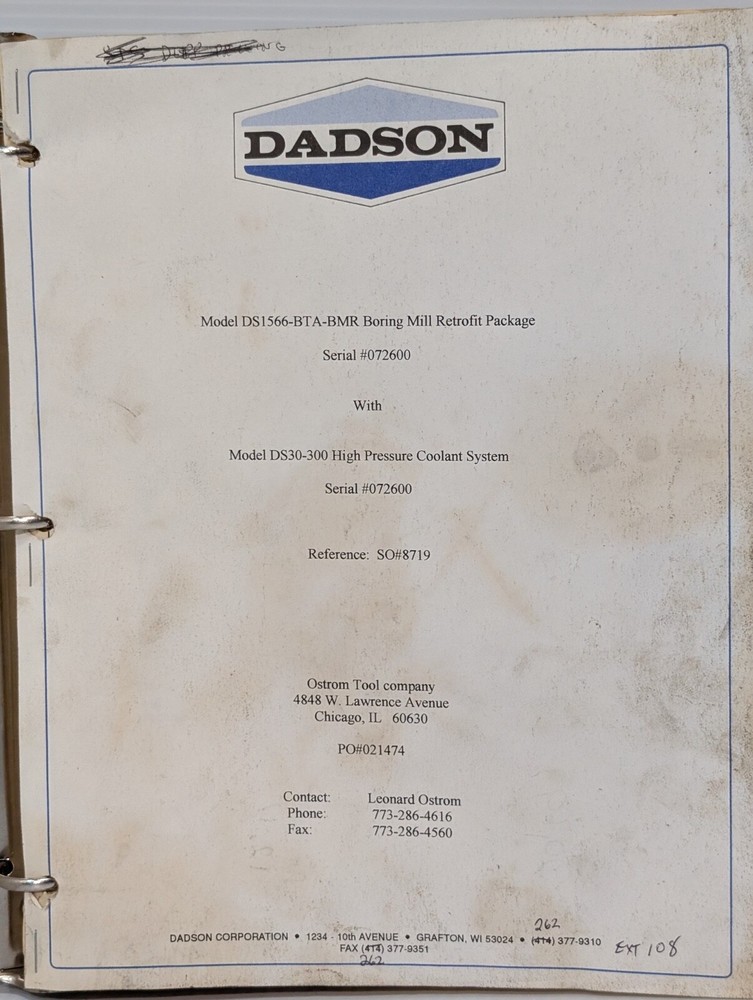 DADSON
Model DS1566-BTA-BMR Boring Mill Retrofit Package
Serial #072600
With
Model DS30-300 High Pressure Coolant System
Serial #072600
Reference: SO#8719
Ostrom Tool company
4848 W. Lawrence Avenue
Chicago, IL 60630
PO#021474
Contact: Leonard Ostrom
Phone: 773-286-4616
Fax: 773-286-4560
262
DADSON CORPORATION • 1234 - 10th AVENUE • GRAFTON, WI 53024 • (414) 377-9310 EXT 108
FAX (414) 377-9351
262